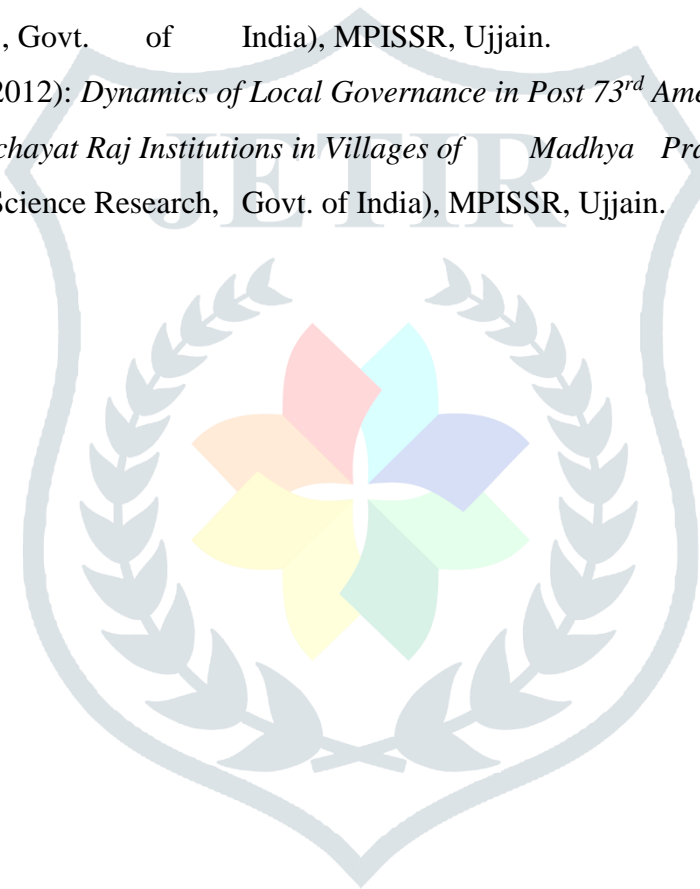 , Govt. of India), MPISSR, Ujjain.
2012): Dynamics of Local Governance in Post 73rd Ame
chayat Raj Institutions in Villages of Madhya Pra
Science Research, Govt. of India), MPISSR, Ujjain.
JETIR